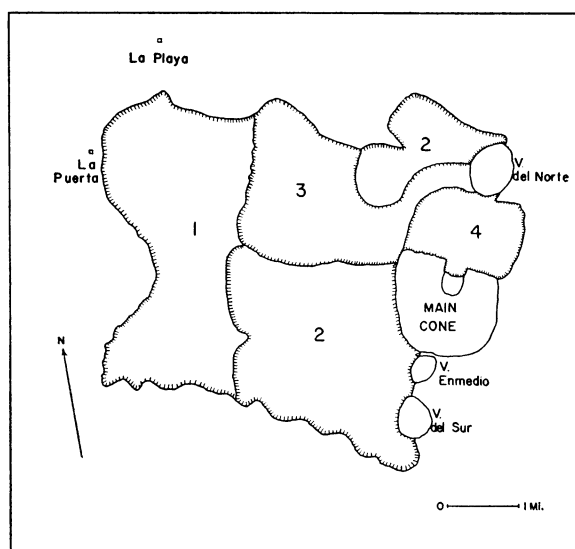 La Playa
La
Puerta
2
V.
del Norte
3
1
4
MAIN
CONE
N
2
V.
Enmedio
V.
del Sur
0 1 Mi.